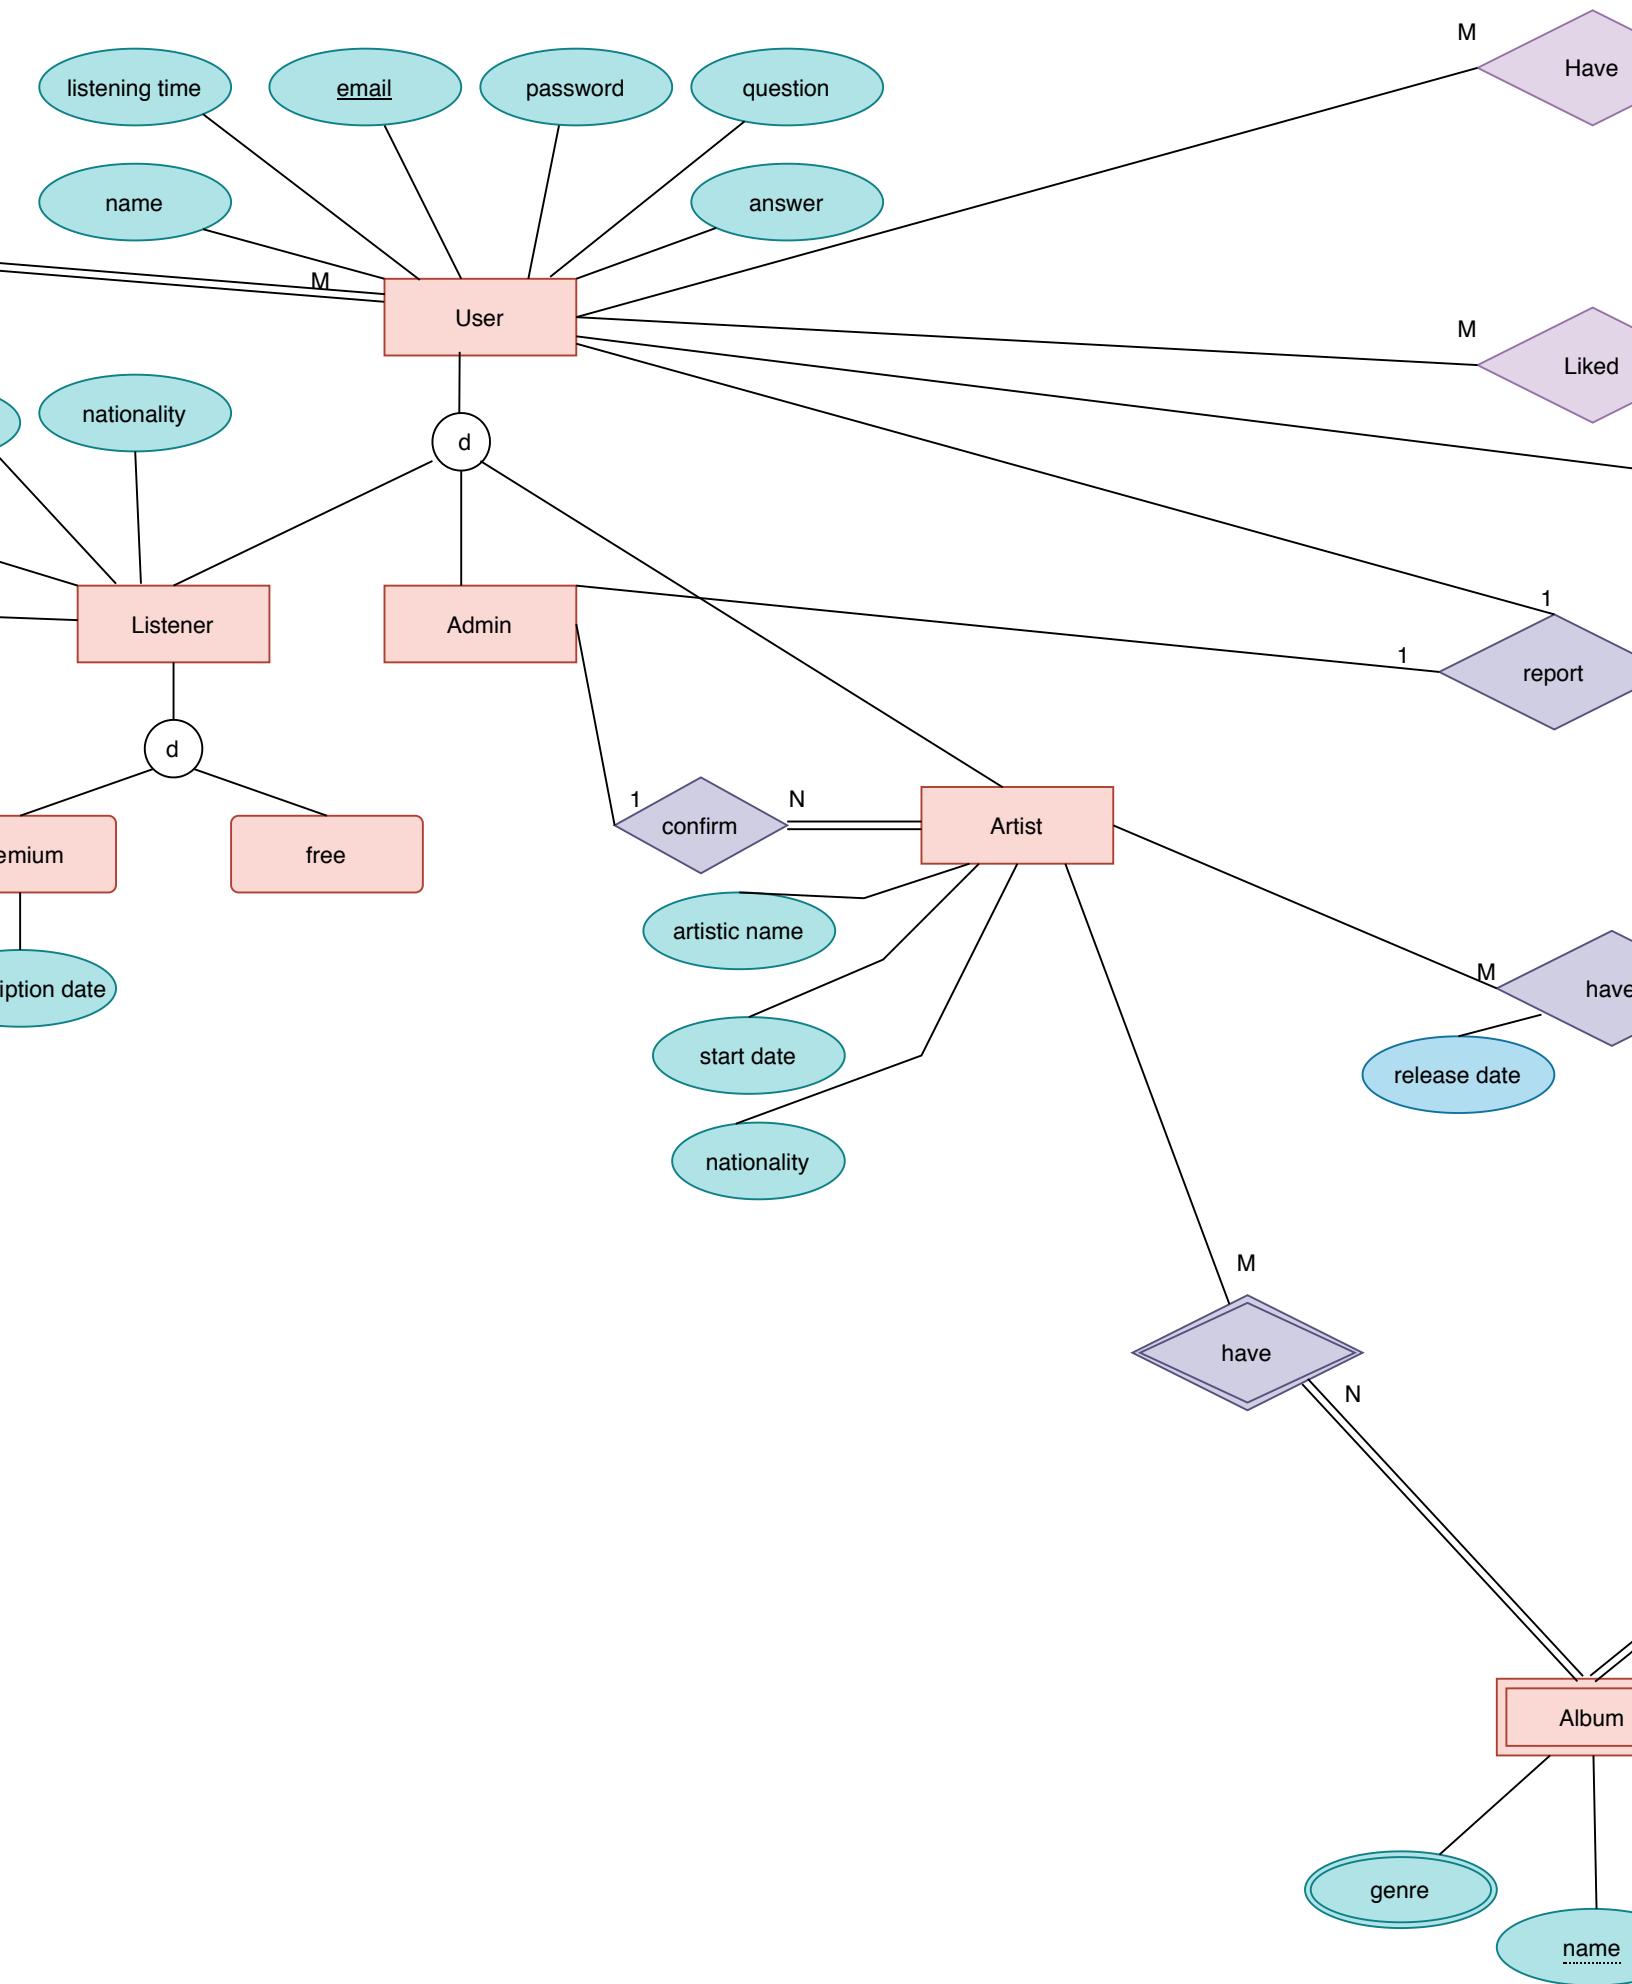 M
Have
listening time
email
password
question
name
answer
M
User
M
Liked
nationality
d
1
Listener
Admin
1
report
d
1
confirm
N
Artist
emium
free
artistic name
M
have
iption date
start date
release date
nationality
M
have
N
Album
genre
name